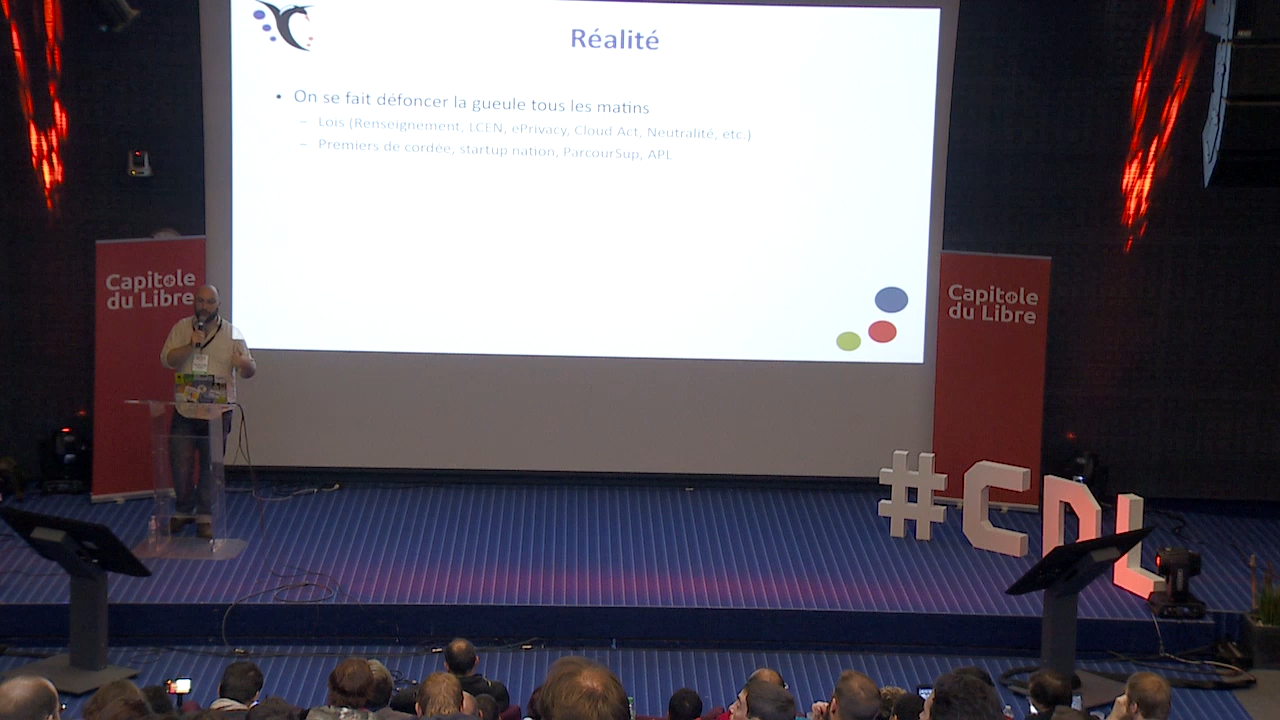 Réalité
• On se fait défoncer la gueule tous les matins
– Lois (Renseignement, LCEN, ePrivacy, Cloud Act, Neutralité, etc.)
– Premiers de cordée, startup nation, ParcourSup, APL
Capitole
du Libre
Capitole
du Libre
#CDL